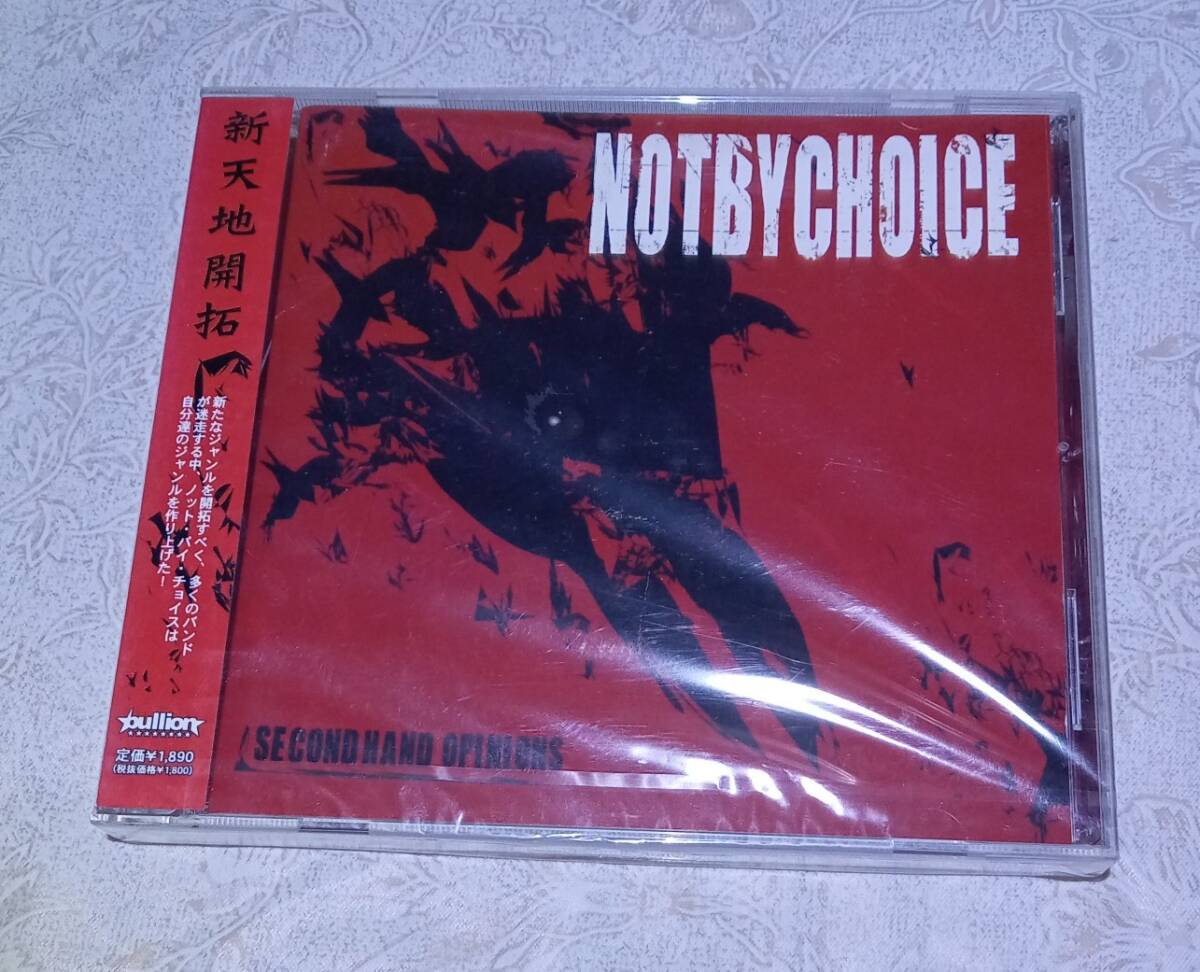 新天地開拓
新たなジャンルを開拓すべく、多くのバンド
が迷走する中、ノット・バイ・チョイスは
自分達のジャンルを作り上げた!
bullion
定価¥1,890
(税抜価格¥1,800)
NOTBYCHOICE
SECONDHAND OPINIONS